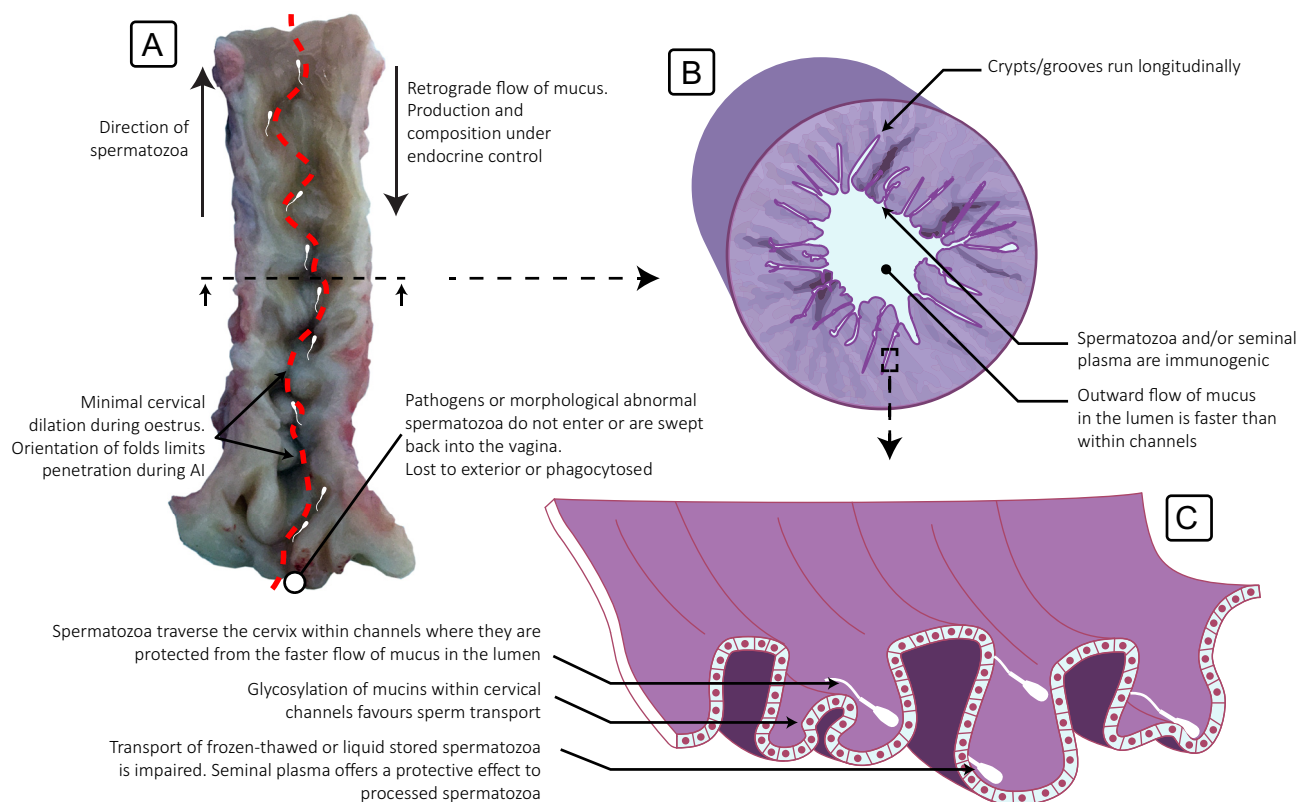 A
Direction of
spermatozoa
Retrograde flow of mucus.
Production and
composition under
endocrine control
Minimal cervical
dilation during oestrus.
Orientation of folds limits
penetration during AI
Pathogens or morphological abnormal
spermatozoa do not enter or are swept
back into the vagina.
Lost to exterior or phagocytosed
B
Crypts/grooves run longitudinally
Spermatozoa and/or seminal
plasma are immunogenic
Outward flow of mucus
in the lumen is faster than
within channels
C
Spermatozoa traverse the cervix within channels where they are
protected from the faster flow of mucus in the lumen
Glycosylation of mucins within cervical
channels favours sperm transport
Transport of frozen-thawed or liquid stored spermatozoa
is impaired. Seminal plasma offers a protective effect to
processed spermatozoa